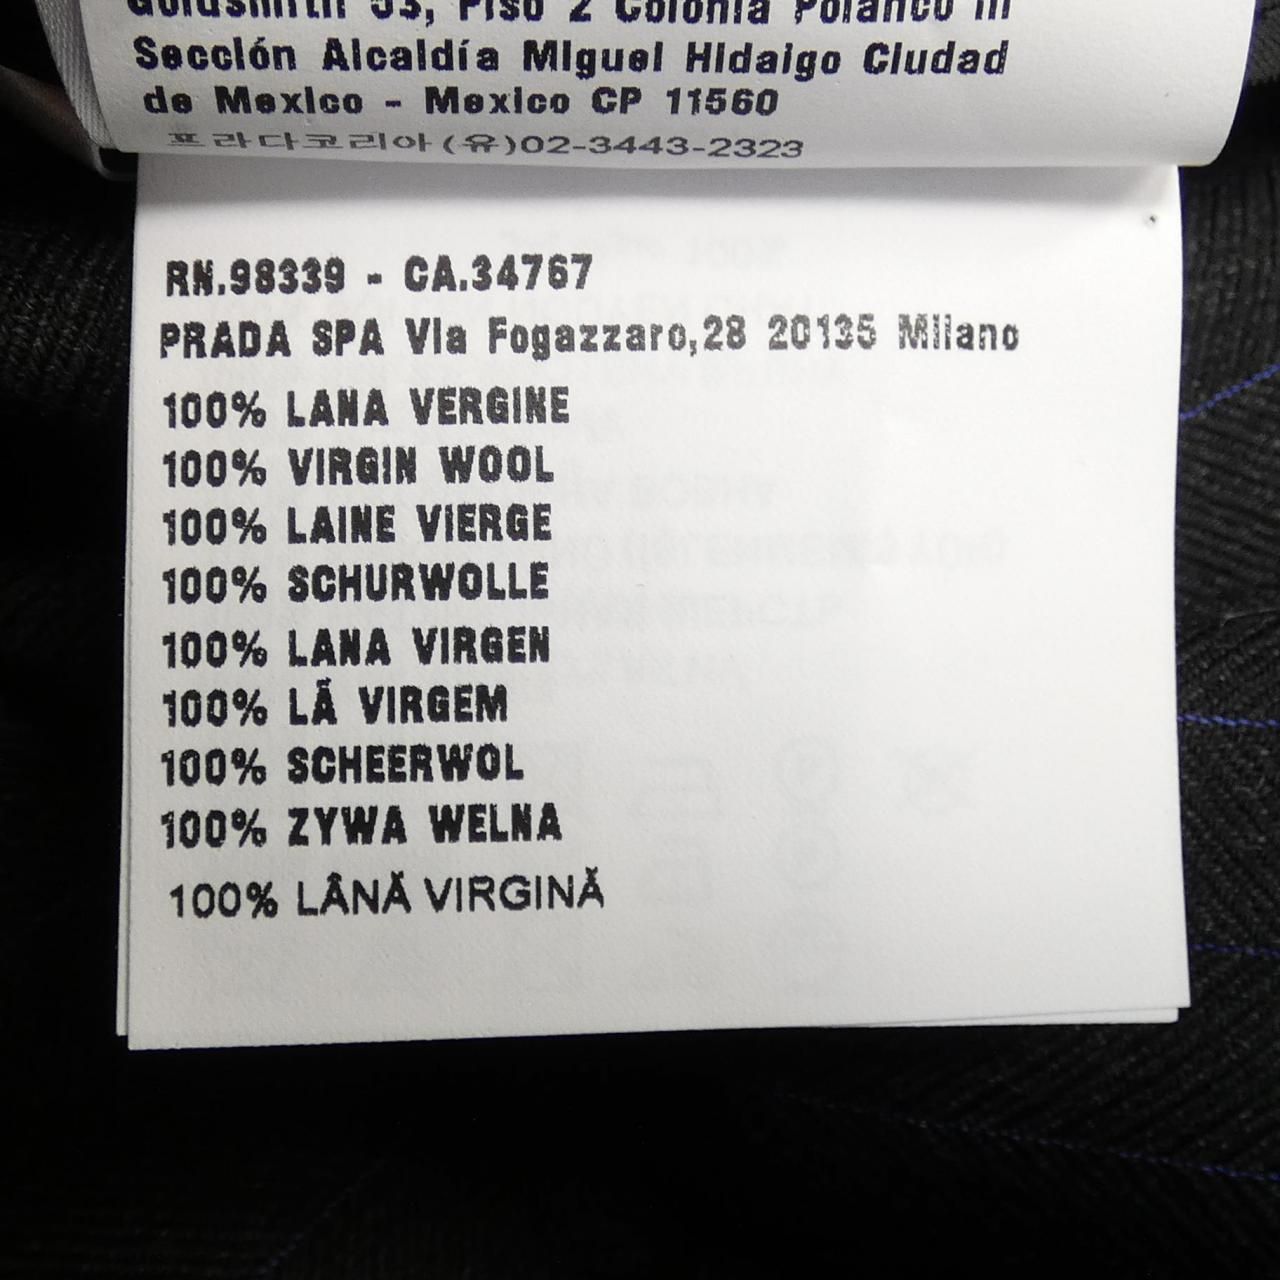 Goldsmith 53, Piso 2 Colonia Polanco III
Sección Alcaldía Miguel Hidalgo Ciudad
de Mexico - Mexico CP 11560
프라다코리아(유)02-3443-2323
RN.98339 - CA.34767
PRADA SPA Via Fogazzaro,28 20135 Milano
100% LANA VERGINE
100% VIRGIN WOOL
100% LAINE VIERGE
100% SCHURWOLLE
100% LANA VIRGEN
100% LÃ VIRGEM
100% SCHEERWOL
100% ZYWA WELNA
100% LÂNĂ VIRGINĂ